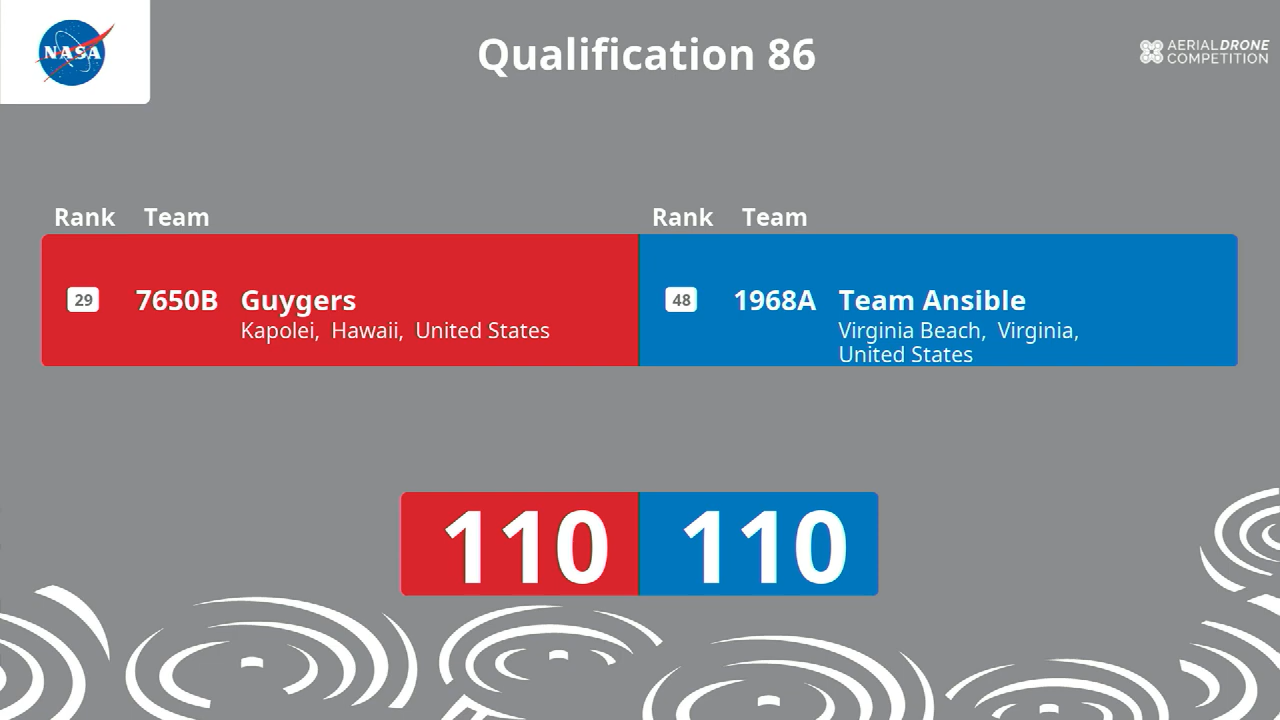 NASA
Qualification 86
AERIALDRONE
COMPETITION
Rank Team
Rank Team
29 7650B Guygers
Kapolei, Hawaii, United States
48 1968A Team Ansible
Virginia Beach, Virginia,
United States
110 110